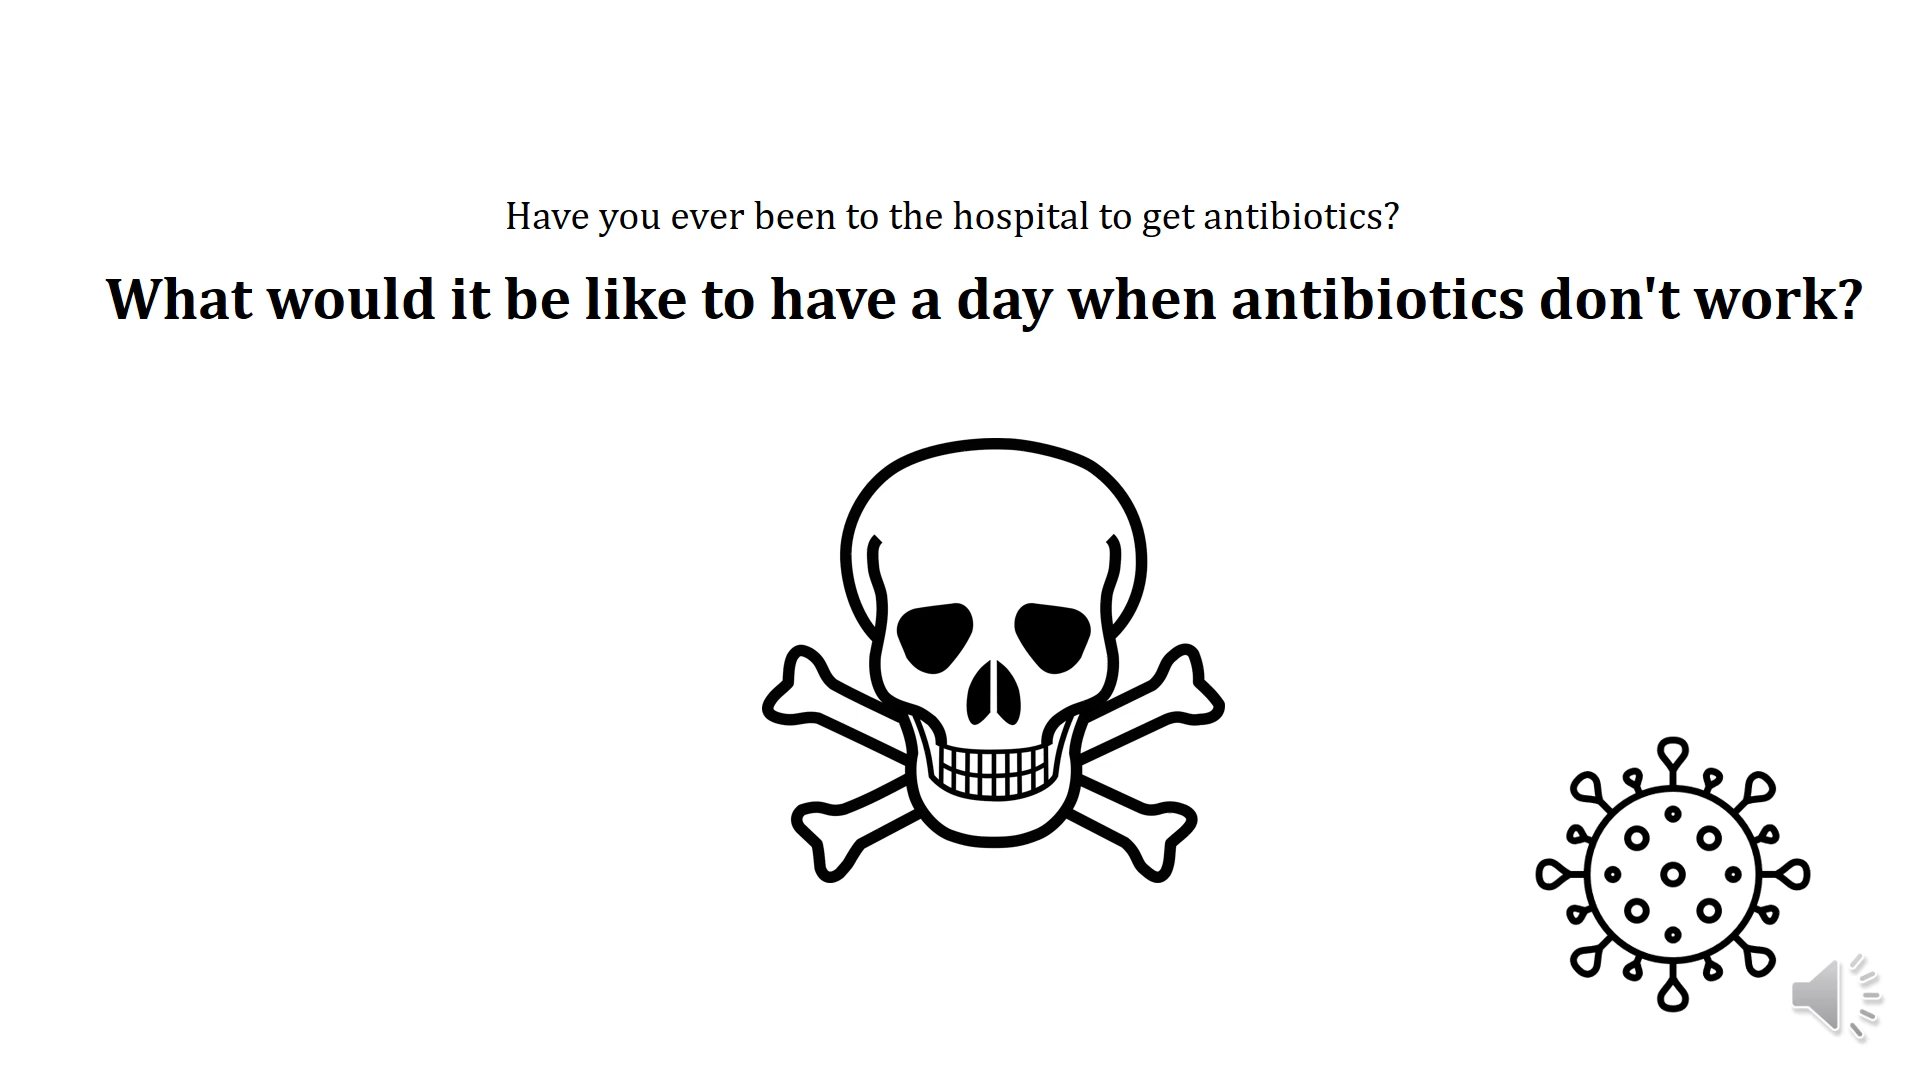 Have you ever been to the hospital to get antibiotics?
What would it be like to have a day when antibiotics don't work?